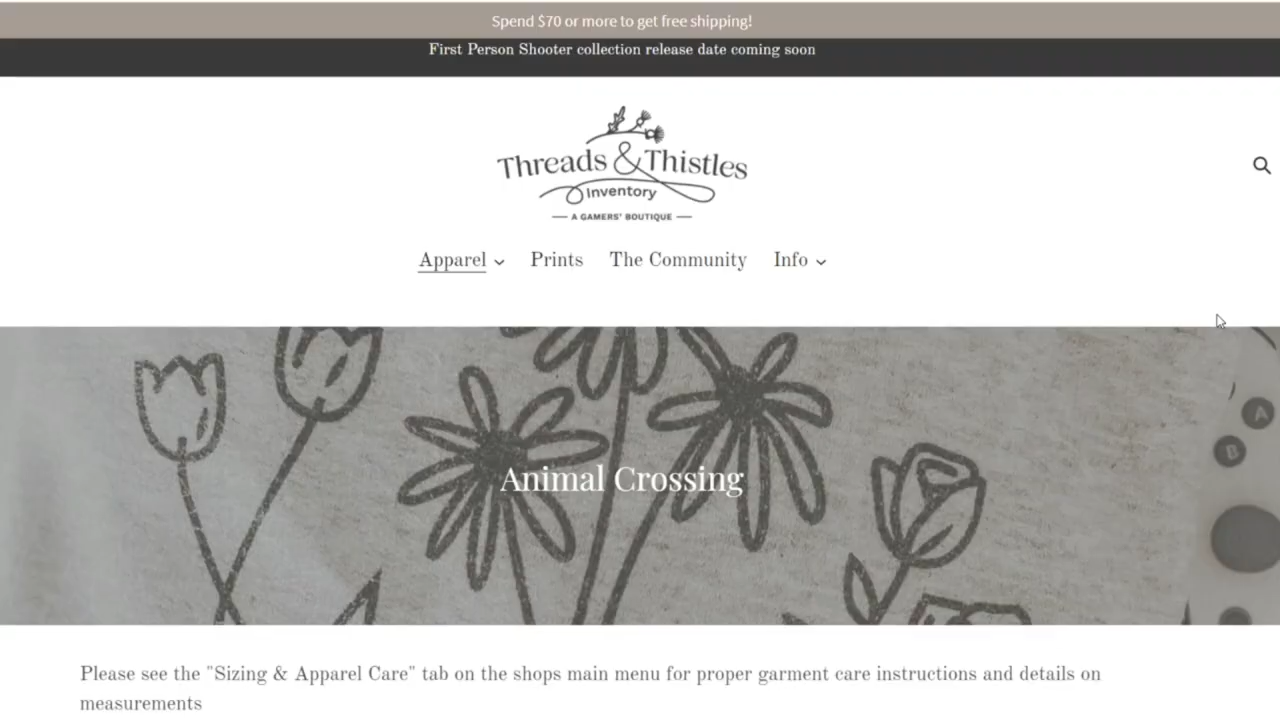 Spend $70 or more to get free shipping!
First Person Shooter collection release date coming soon
Threads & Thistles
Inventory
A GAMERS' BOUTIQUE
Apparel Prints The Community Info
A
B
Animal Crossing
Please see the "Sizing & Apparel Care" tab on the shops main menu for proper garment care instructions and details on
measurements